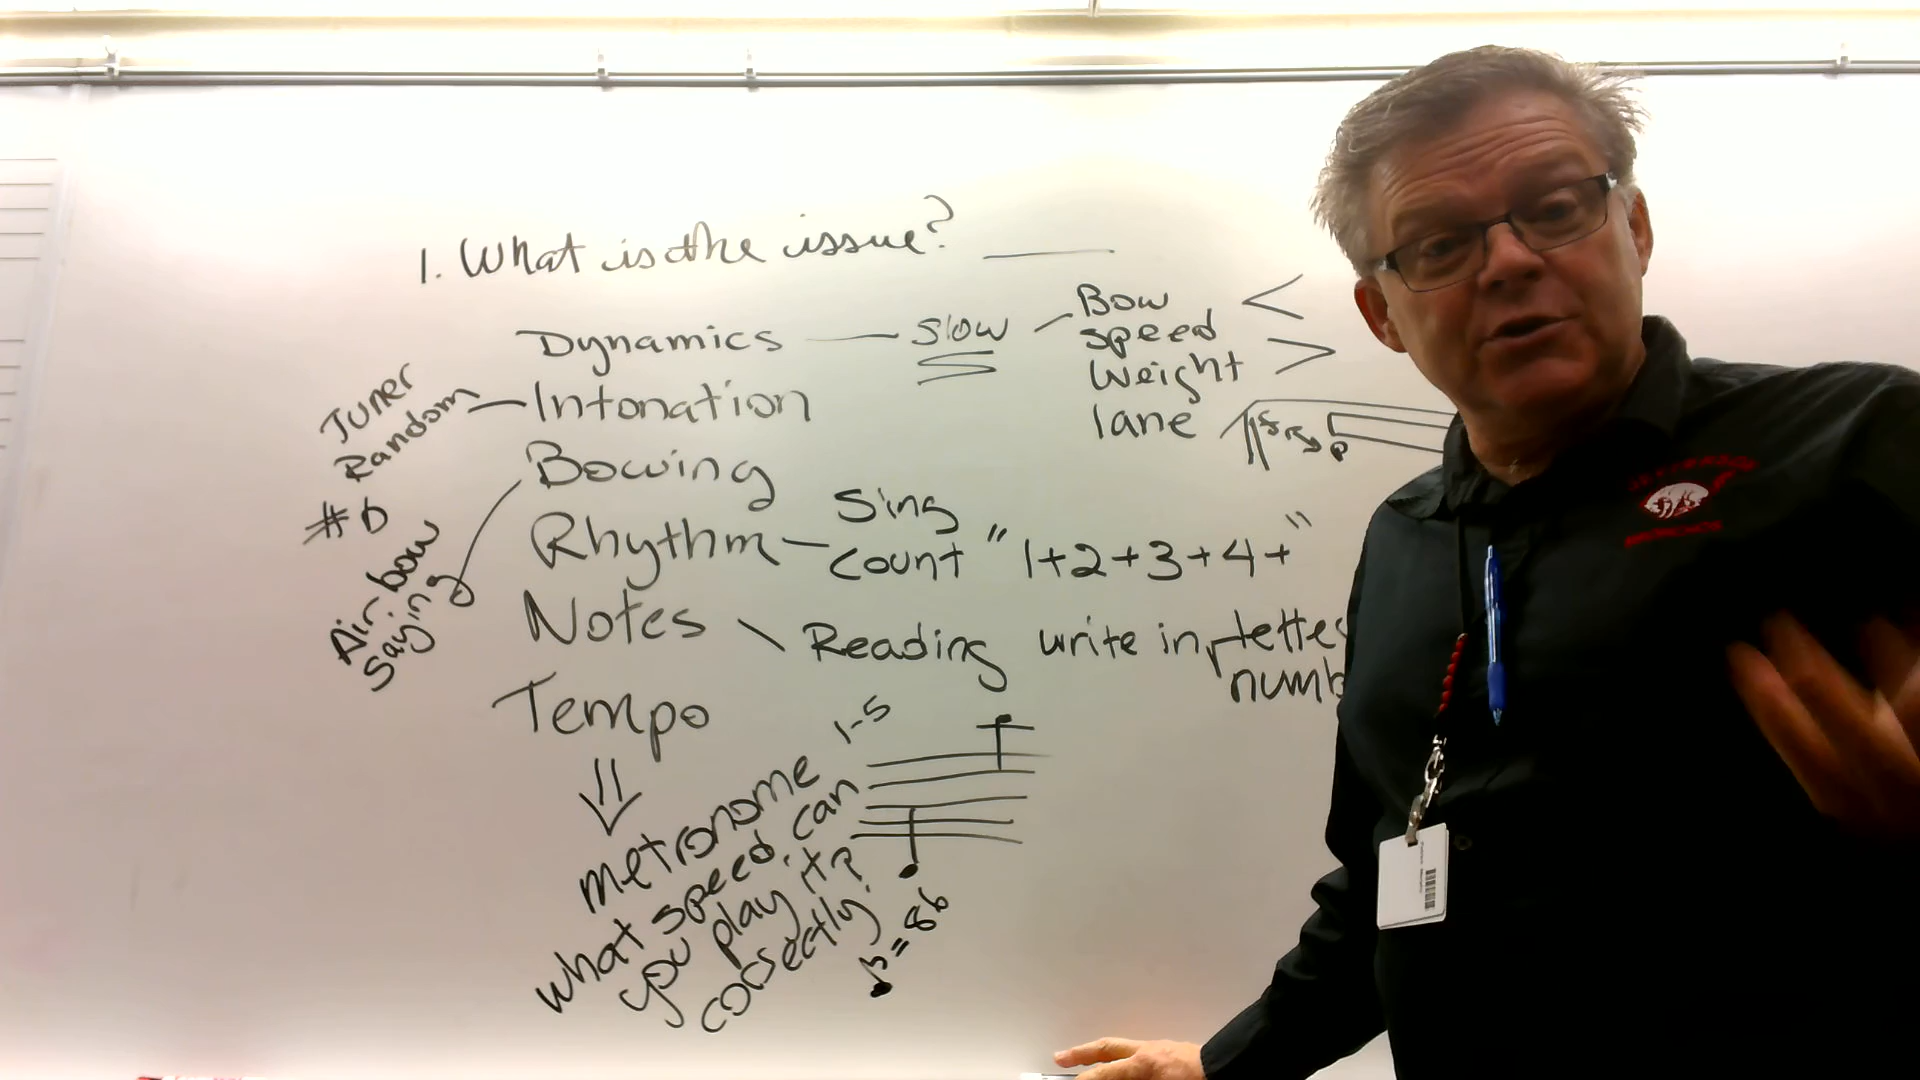 1. What is the issue?
Dynamics — slow — Bow
speed
weight
lane
Tuner
Random — Intonation
Bowing
Air-bow
saying
Rhythm — Sing
count "1+2+3+4+"
Notes \ Reading write in letter
numb
Tempo
1-5
metronome
what speed can
you play it?
correctly?
♪=86